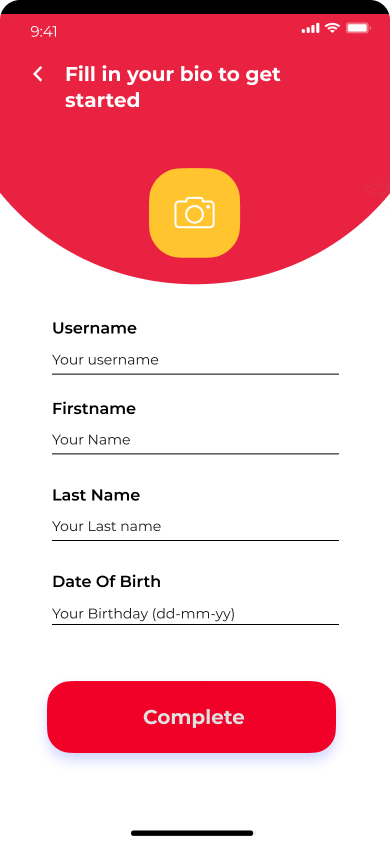 9:41
Fill in your bio to get
started
Username
Your username
Firstname
Your Name
Last Name
Your Last name
Date Of Birth
Your Birthday (dd-mm-yy)
Complete